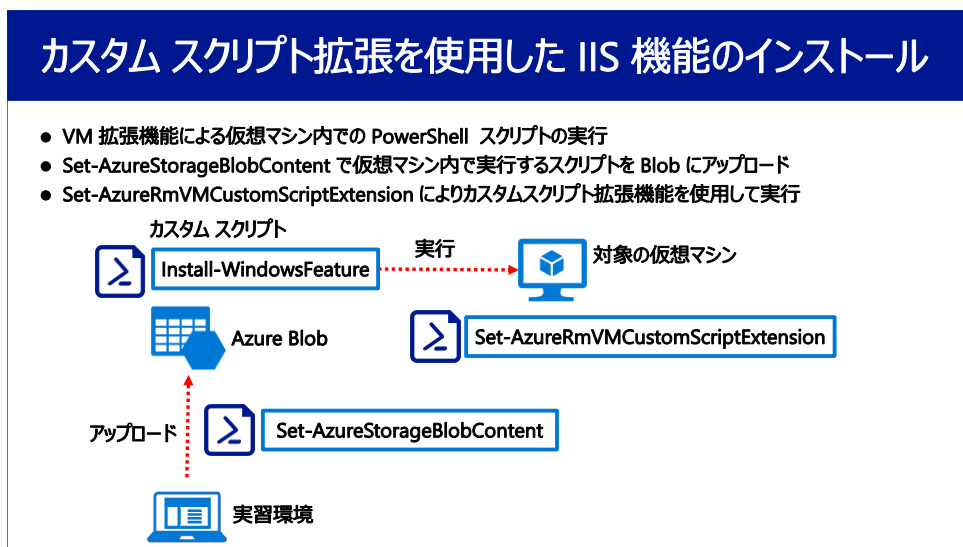 カスタム スクリプト拡張を使用した IIS 機能のインストール
● VM 拡張機能による仮想マシン内での PowerShell スクリプトの実行
● Set-AzureStorageBlobContent で仮想マシン内で実行するスクリプトを Blob にアップロード
● Set-AzureRmVMCustomScriptExtension によりカスタムスクリプト拡張機能を使用して実行
カスタム スクリプト
Install-WindowsFeature
実行
対象の仮想マシン
Azure Blob
Set-AzureRmVMCustomScriptExtension
アップロード
Set-AzureStorageBlobContent
実習環境